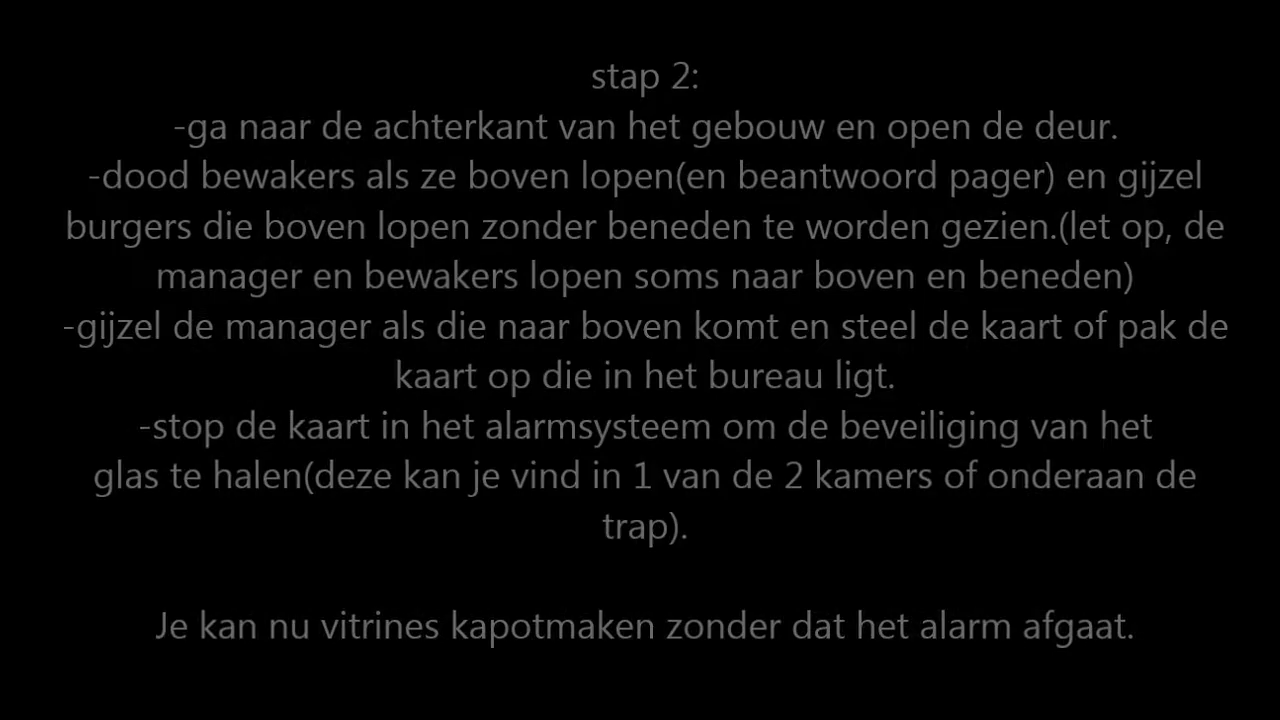 stap 2:
-ga naar de achterkant van het gebouw en open de deur.
-dood bewakers als ze boven lopen(en beantwoord pager) en gijzel
burgers die boven lopen zonder beneden te worden gezien.(let op, de
manager en bewakers lopen soms naar boven en beneden)
-gijzel de manager als die naar boven komt en steel de kaart of pak de
kaart op die in het bureau ligt.
-stop de kaart in het alarmsysteem om de beveiliging van het
glas te halen(deze kan je vind in 1 van de 2 kamers of onderaan de
trap).
Je kan nu vitrines kapotmaken zonder dat het alarm afgaat.